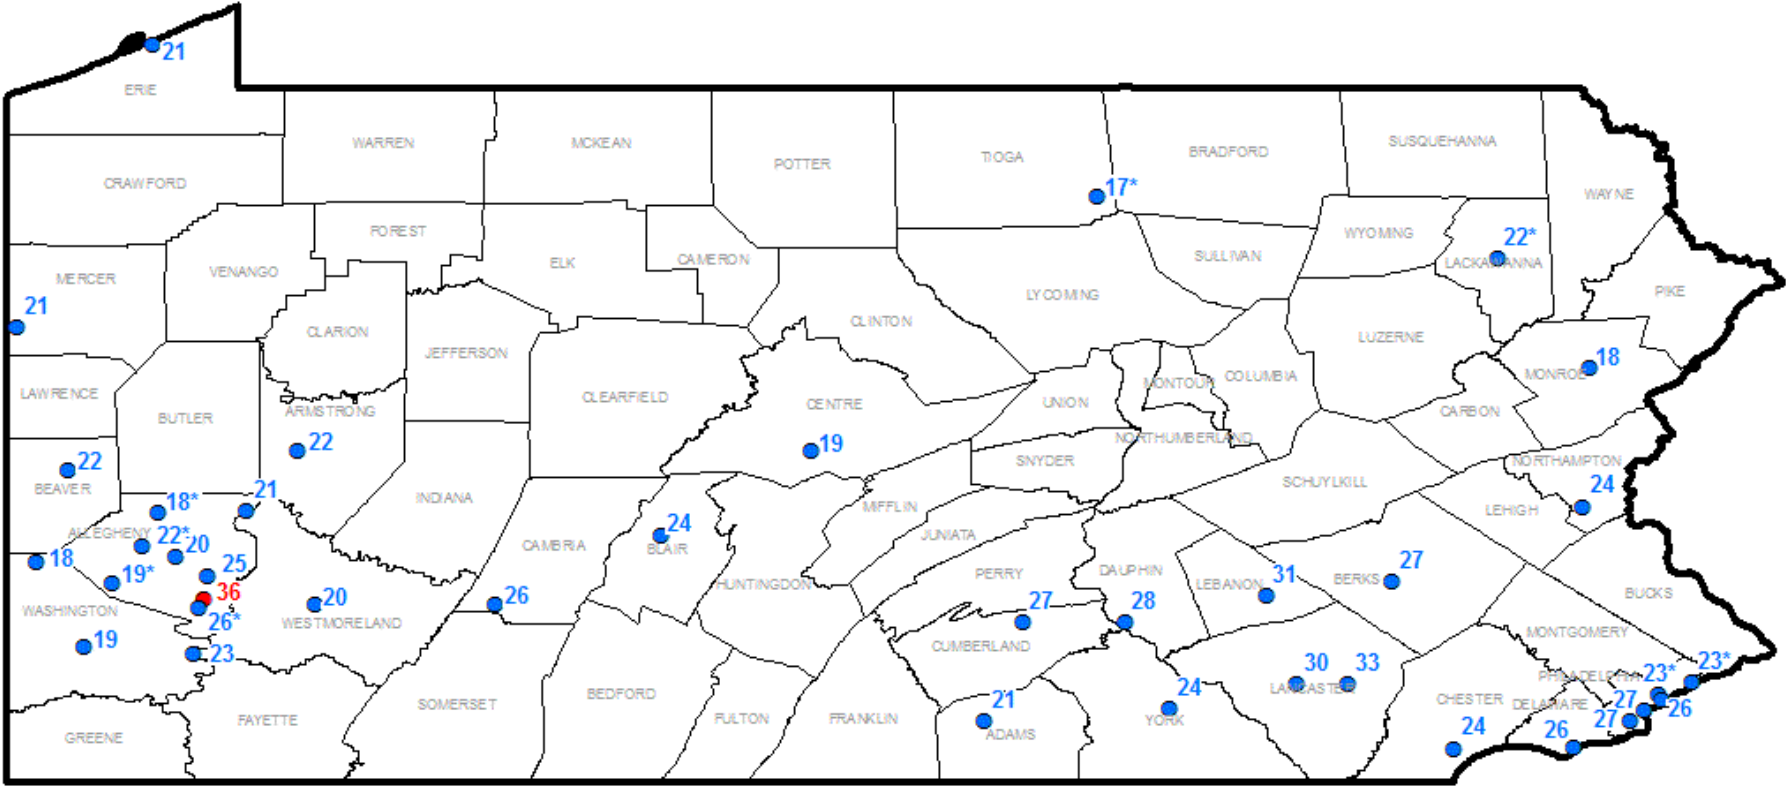 21
ERIE
WARREN
MCKEAN
POTTER
TIOGA
BRADFORD
SUSQUEHANNA
CRAWFORD
17*
WAYNE
FOREST
WYOMING
22*
MERCER
VENANGO
ELK
CAMERON
SULLIVAN
LACKAWANNA
21
LYCOMING
PIKE
CLARION
CLINTON
LUZERNE
JEFFERSON
18
MONROE
LAWRENCE
CLEARFIELD
CENTRE
UNION
MONTOUR
COLUMBIA
BUTLER
ARMSTRONG
CARBON
22
19
NORTHUMBERLAND
22
SNYDER
NORTHAMPTON
BEAVER
21
INDIANA
SCHUYLKILL
24
18*
MIFFLIN
LEHIGH
ALLEGHENY
22*
20
24
BLAIR
JUNIATA
CAMBRIA
18
19*
25
PERRY
DAUPHIN
LEBANON
31
BERKS
27
36
HUNTINGDON
BUCKS
WASHINGTON
26*
20
WESTMORELAND
26
27
28
19
23
CUMBERLAND
MONTGOMERY
30
33
LANCASTER
PHILADELPHIA
23*
23*
SOMERSET
BEDFORD
FULTON
FRANKLIN
21
ADAMS
24
YORK
CHESTER
DELAWARE
27
26
GREENE
FAYETTE
24
26
27